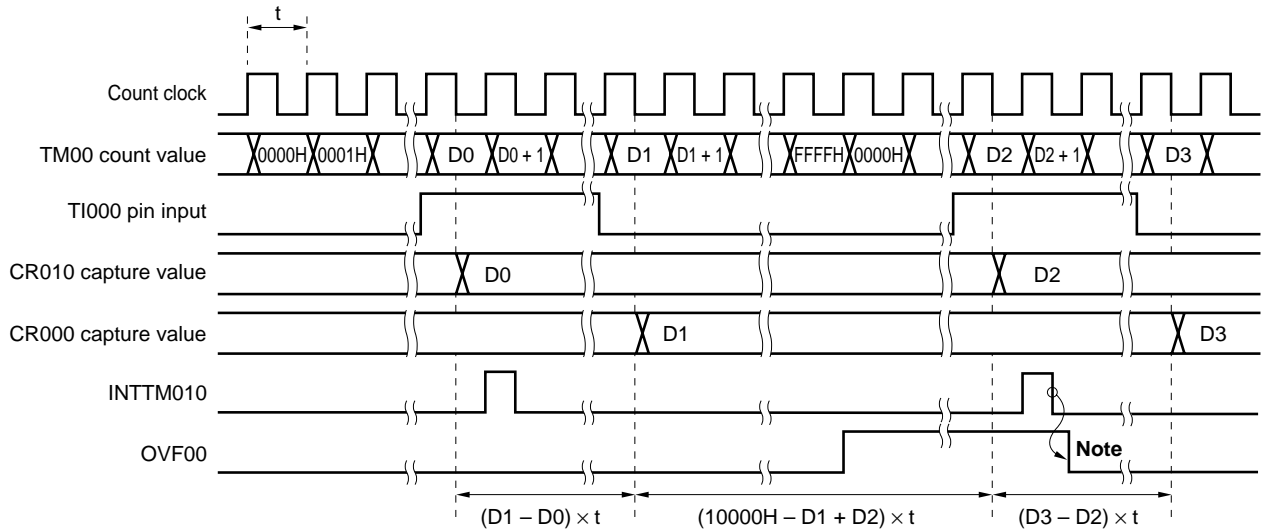 t
Count clock
TM00 count value
0000H 0001H D0 D0 + 1 D1 D1 + 1 FFFFH 0000H D2 D2 + 1 D3
TI000 pin input
CR010 capture value
D0 D2
CR000 capture value
D1 D3
INTTM010
OVF00
Note
(D1 – D0) × t (10000H – D1 + D2) × t (D3 – D2) × t